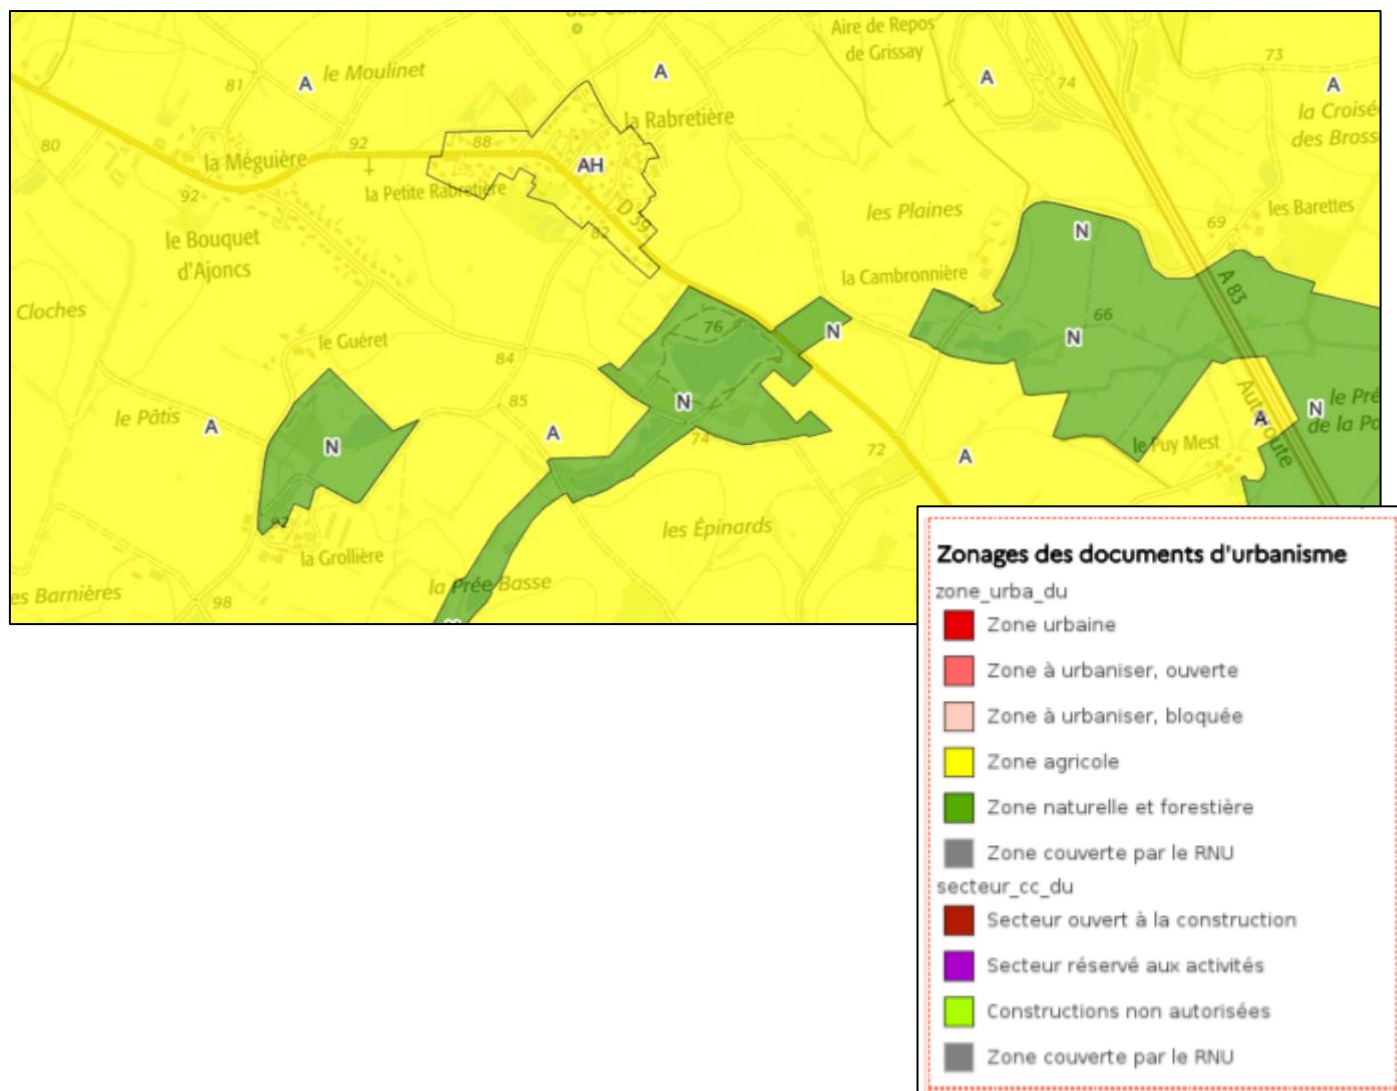 Aire de Repos
de Grissay
A
le Moulinet
A
A
74
73
A
81
la Croisé
des Bross
la Rabretière
80
92
88
la Méguière
AH
92
la Petite Rabretière
D 39
82
le Bouquet
d'Ajoncs
les Plaines
N
69
les Barettes
la Cambronnière
A 83
Cloches
le Guéret
84
76
N
66
N
85
N
le Pâtis
A
N
A
74
72
A
le Puy Mest
Autoroute
A
N
le Pré
de la Po
92
la Grollière
les Épinards
la Prée Basse
es Barnières
98
Zonages des documents d'urbanisme
zone_urba_du
Zone urbaine
Zone à urbaniser, ouverte
Zone à urbaniser, bloquée
Zone agricole
Zone naturelle et forestière
Zone couverte par le RNU
secteur_cc_du
Secteur ouvert à la construction
Secteur réservé aux activités
Constructions non autorisées
Zone couverte par le RNU